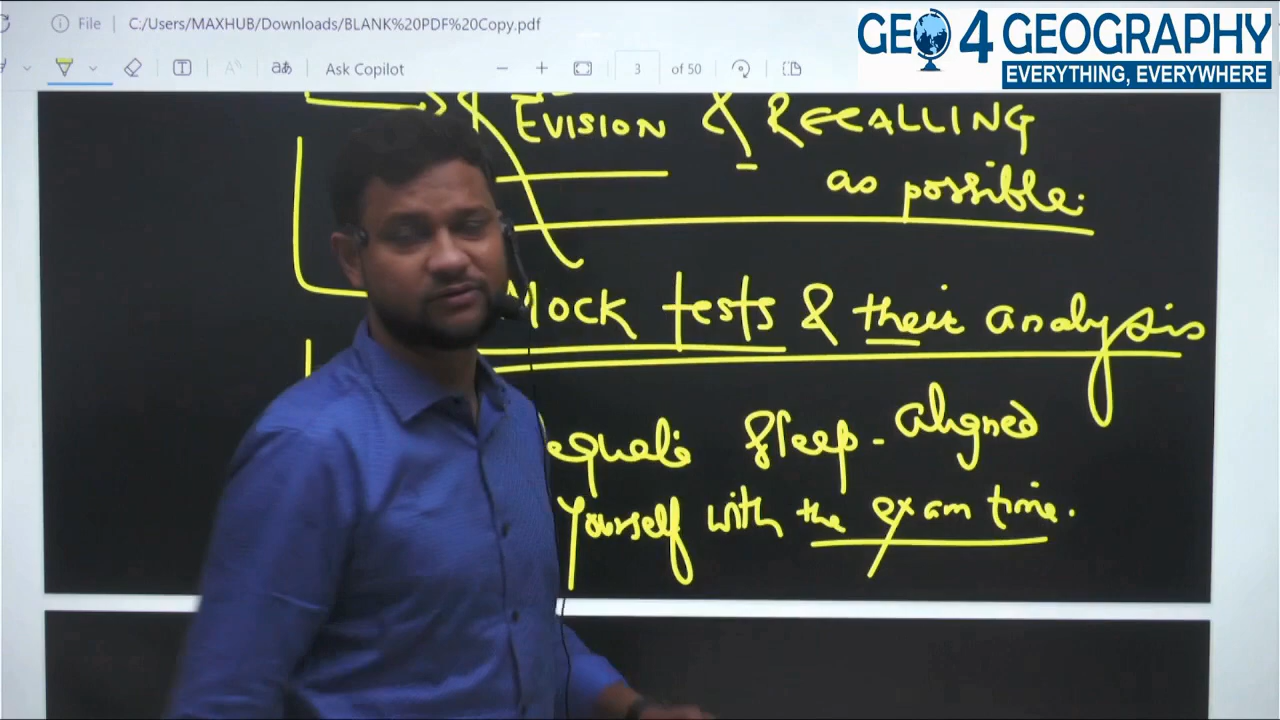 File C:/Users/MAXHUB/Downloads/BLANK%20PDF%20Copy.pdf
Ask Copilot 3 of 50
GEO 4 GEOGRAPHY
EVERYTHING, EVERYWHERE
EVISION & RECALLING
as possible.
Mock tests & their analysis
equate sleep - aligned
yourself with the exam time.